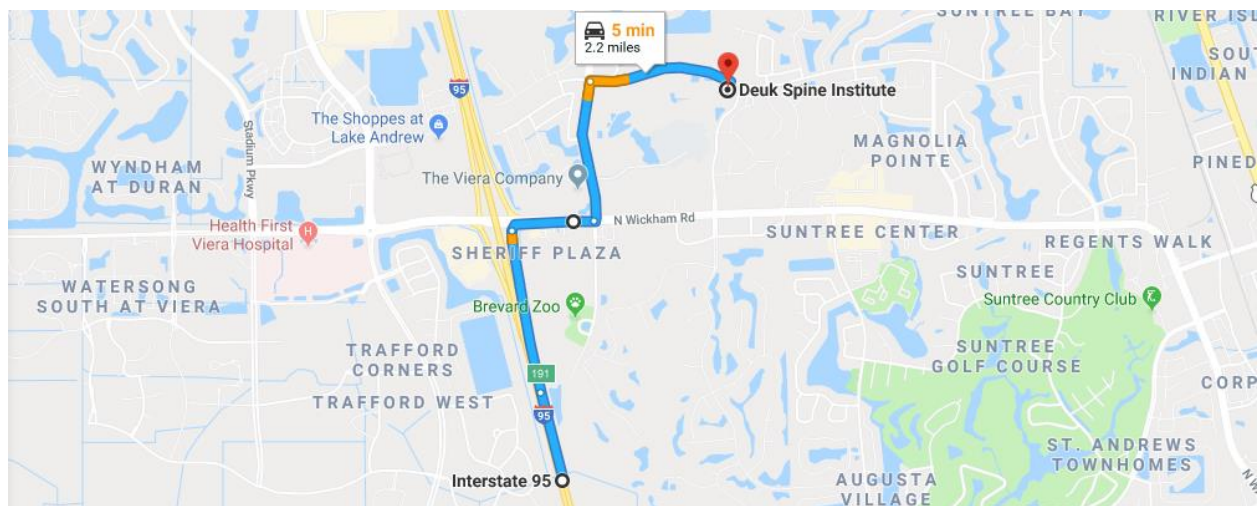 SUNTREE BAY
RIVER ISL
5 min
2.2 miles
SOU
INDIAN
95
Deuk Spine Institute
The Shoppes at
Lake Andrew
Stadium Pkwy
MAGNOLIA
POINTE
PINED
WYNDHAM
AT DURAN
The Viera Company
Health First
Viera Hospital
H
N Wickham Rd
SHERIFF PLAZA
SUNTREE CENTER
REGENTS WALK
WATERSONG
SOUTH AT VIERA
SUNTREE
Brevard Zoo
Suntree Country Club
TRAFFORD
CORNERS
SUNTREE
GOLF COURSE
191
CORP
TRAFFORD WEST
95
ST. ANDREWS
TOWNHOMES
Interstate 95
AUGUSTA
VILLAGE
NW